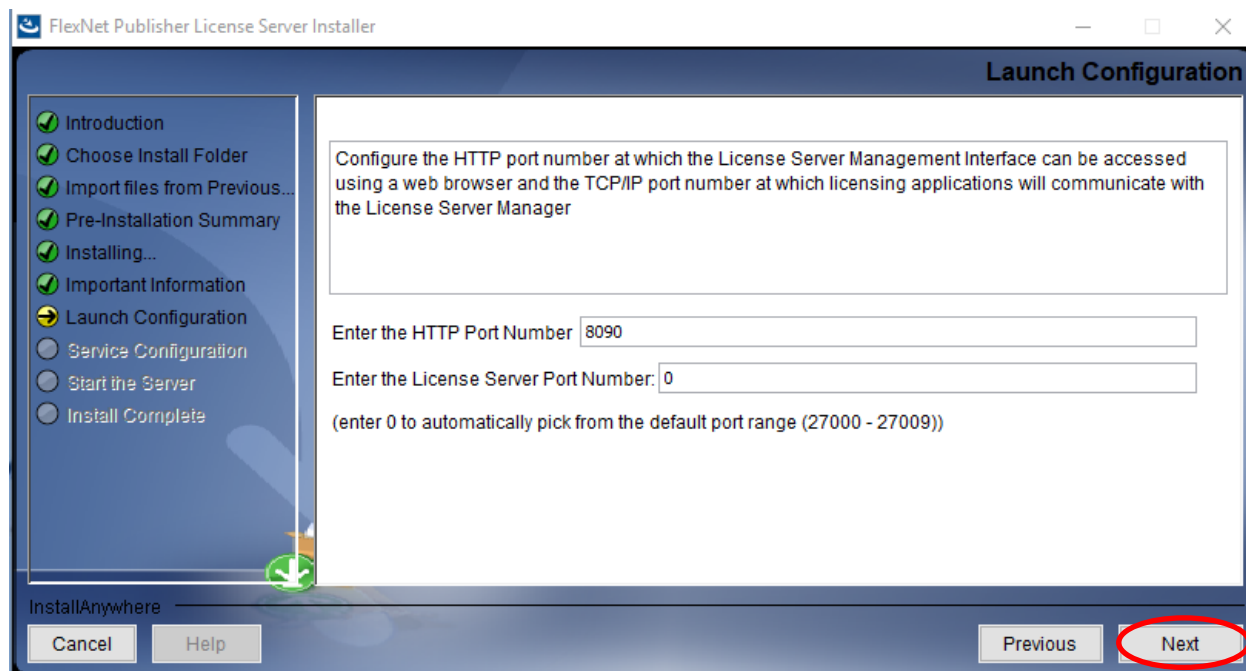 FlexNet Publisher License Server Installer
Launch Configuration
Introduction
Choose Install Folder
Import files from Previous...
Pre-Installation Summary
Installing...
Important Information
Launch Configuration
Service Configuration
Start the Server
Install Complete
Configure the HTTP port number at which the License Server Management Interface can be accessed
using a web browser and the TCP/IP port number at which licensing applications will communicate with
the License Server Manager
Enter the HTTP Port Number 8090
Enter the License Server Port Number: 0
(enter 0 to automatically pick from the default port range (27000 - 27009))
InstallAnywhere
Cancel Help Previous Next